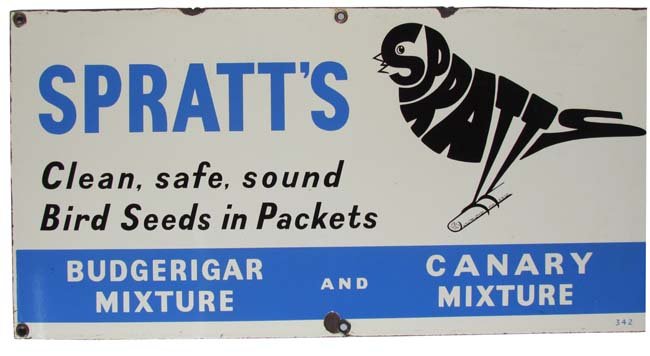 SPRATT'S
SPRATTS
Clean, safe, sound
Bird Seeds in Packets
BUDGERIGAR
MIXTURE
AND
CANARY
MIXTURE
342